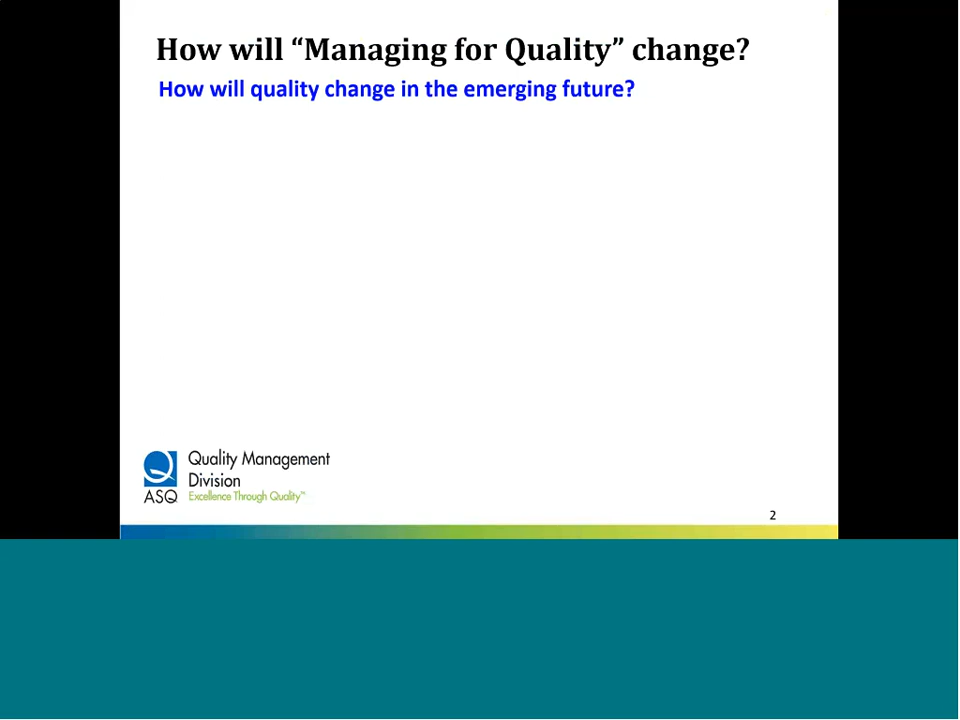 How will “Managing for Quality” change?
How will quality change in the emerging future?
Quality Management
Division
ASQ Excellence Through Quality™
2